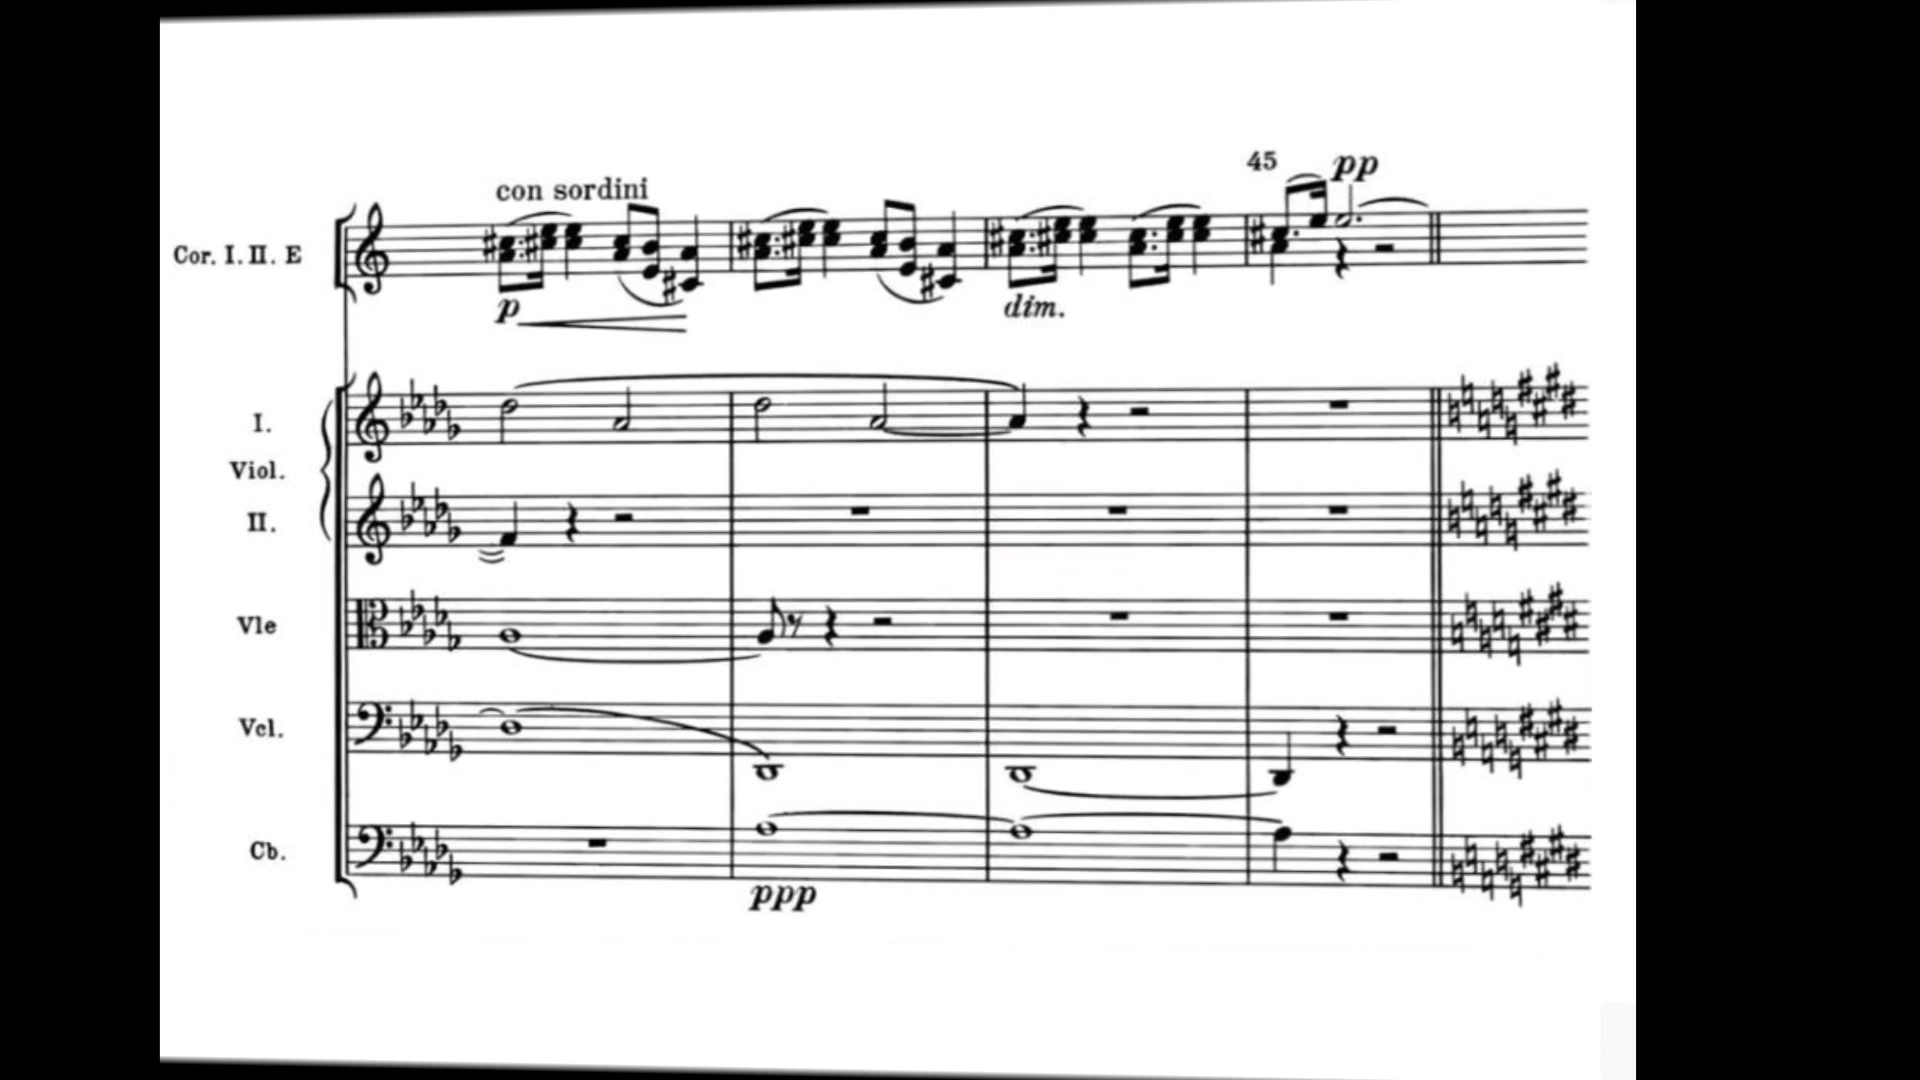 45 pp
con sordini
Cor. I. II. E
p
dim.
I.
Viol.
II.
Vle
Vcl.
Cb.
ppp